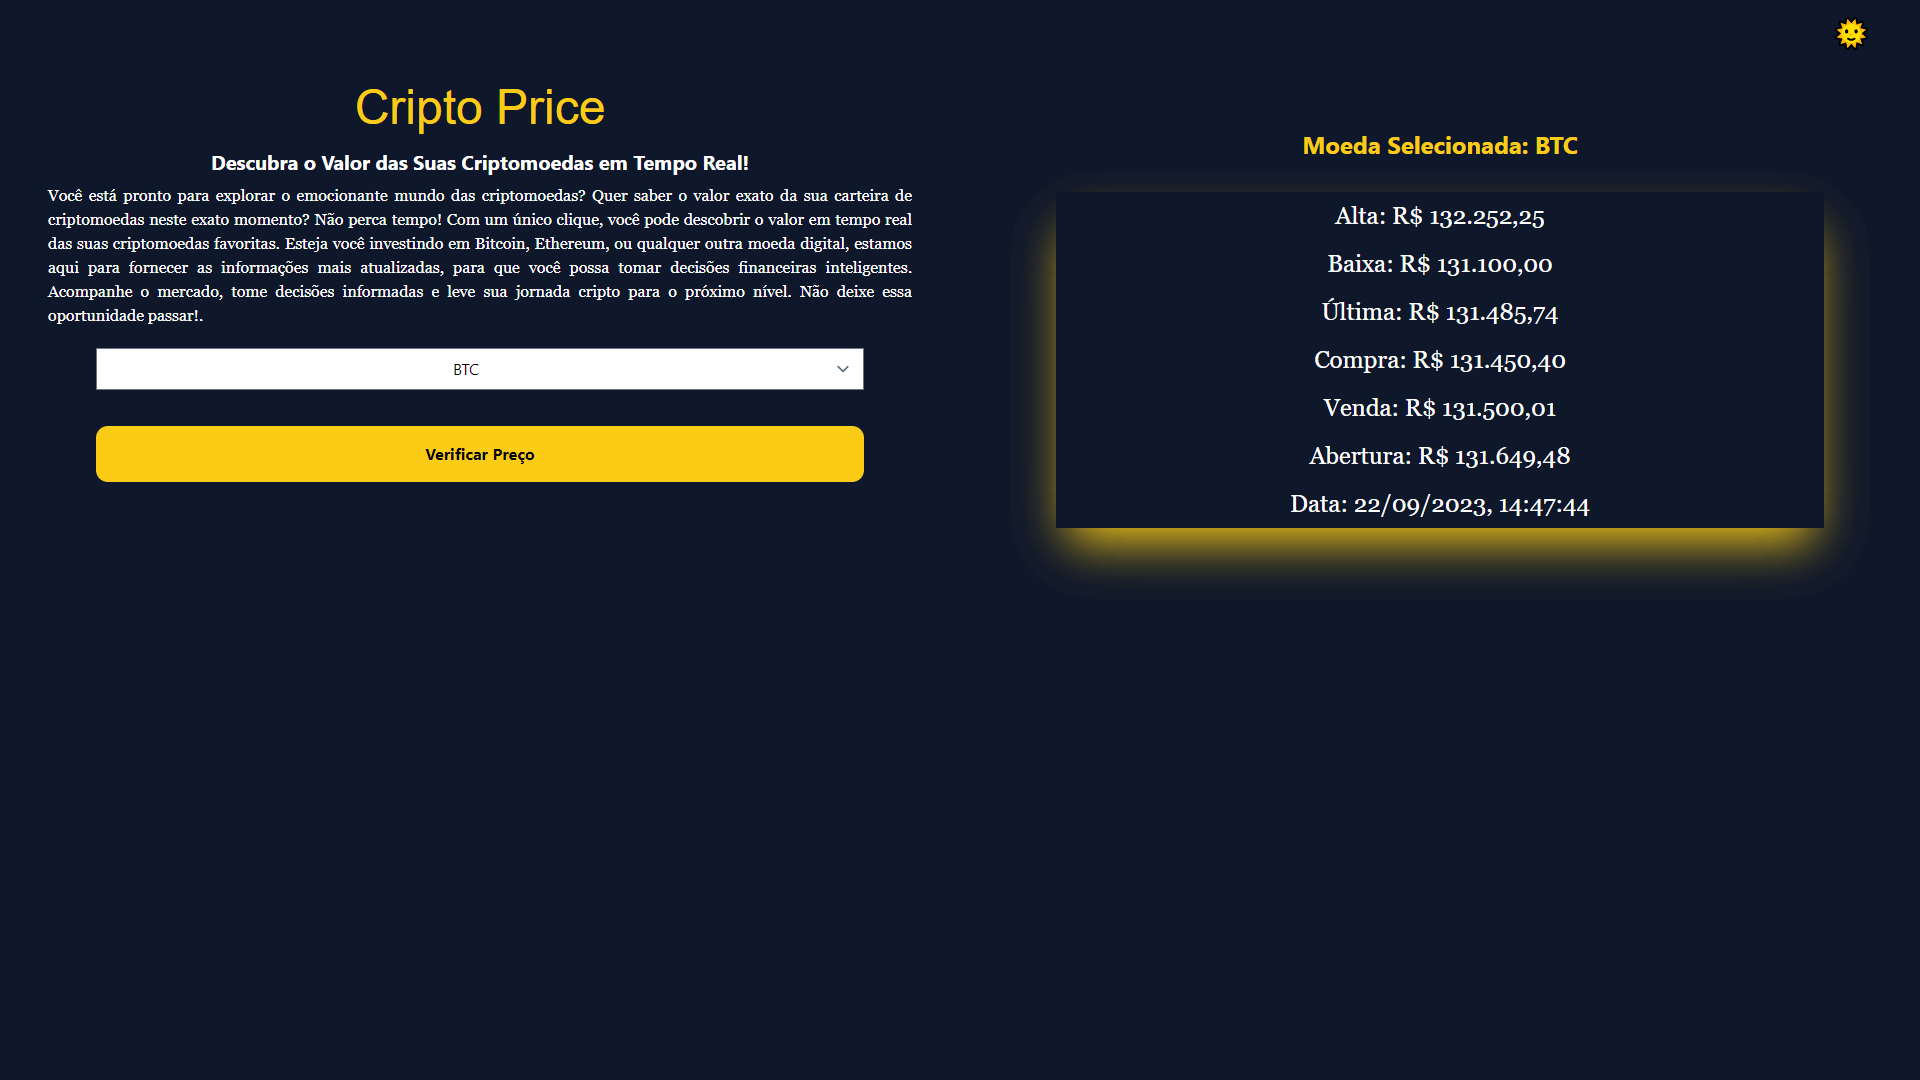 Cripto Price
Descubra o Valor das Suas Criptomoedas em Tempo Real!
Você está pronto para explorar o emocionante mundo das criptomoedas? Quer saber o valor exato da sua carteira de
criptomoedas neste exato momento? Não perca tempo! Com um único clique, você pode descobrir o valor em tempo real
das suas criptomoedas favoritas. Esteja você investindo em Bitcoin, Ethereum, ou qualquer outra moeda digital, estamos
aqui para fornecer as informações mais atualizadas, para que você possa tomar decisões financeiras inteligentes.
Acompanhe o mercado, tome decisões informadas e leve sua jornada cripto para o próximo nível. Não deixe essa
oportunidade passar!.
BTC
Verificar Preço
Moeda Selecionada: BTC
Alta: R$ 132.252,25
Baixa: R$ 131.100,00
Última: R$ 131.485,74
Compra: R$ 131.450,40
Venda: R$ 131.500,01
Abertura: R$ 131.649,48
Data: 22/09/2023, 14:47:44